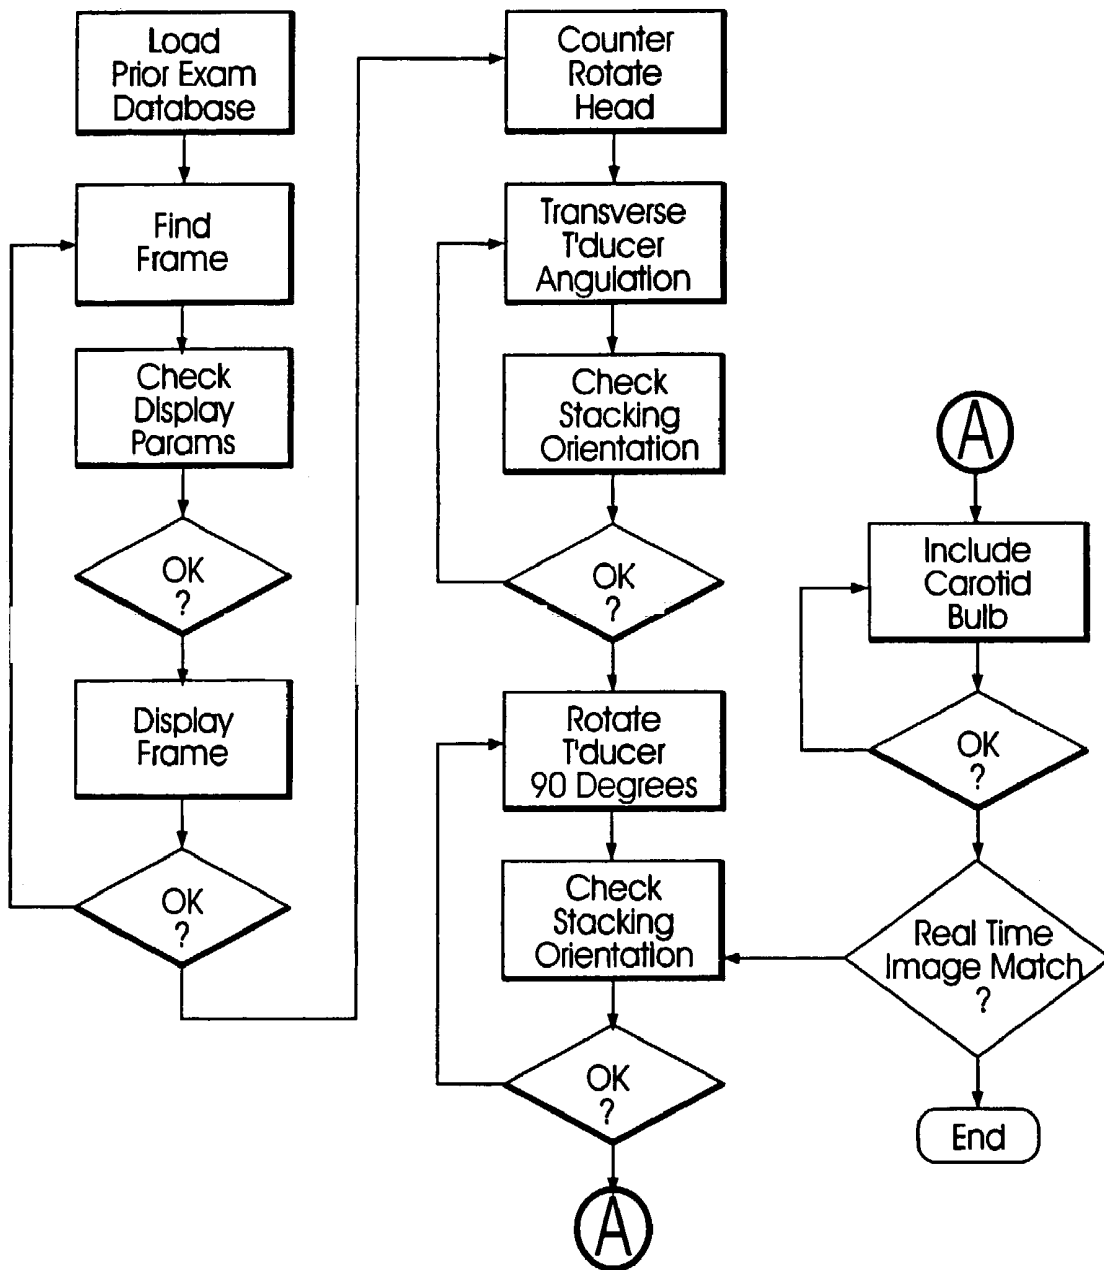 Load
Prior Exam
Database
Find
Frame
Check
Display
Params
OK
?
Display
Frame
OK
?
Counter
Rotate
Head
Transverse
T'ducer
Angulation
Check
Stacking
Orientation
OK
?
Rotate
T'ducer
90 Degrees
Check
Stacking
Orientation
OK
?
A
A
Include
Carotid
Bulb
OK
?
Real Time
Image Match
?
End